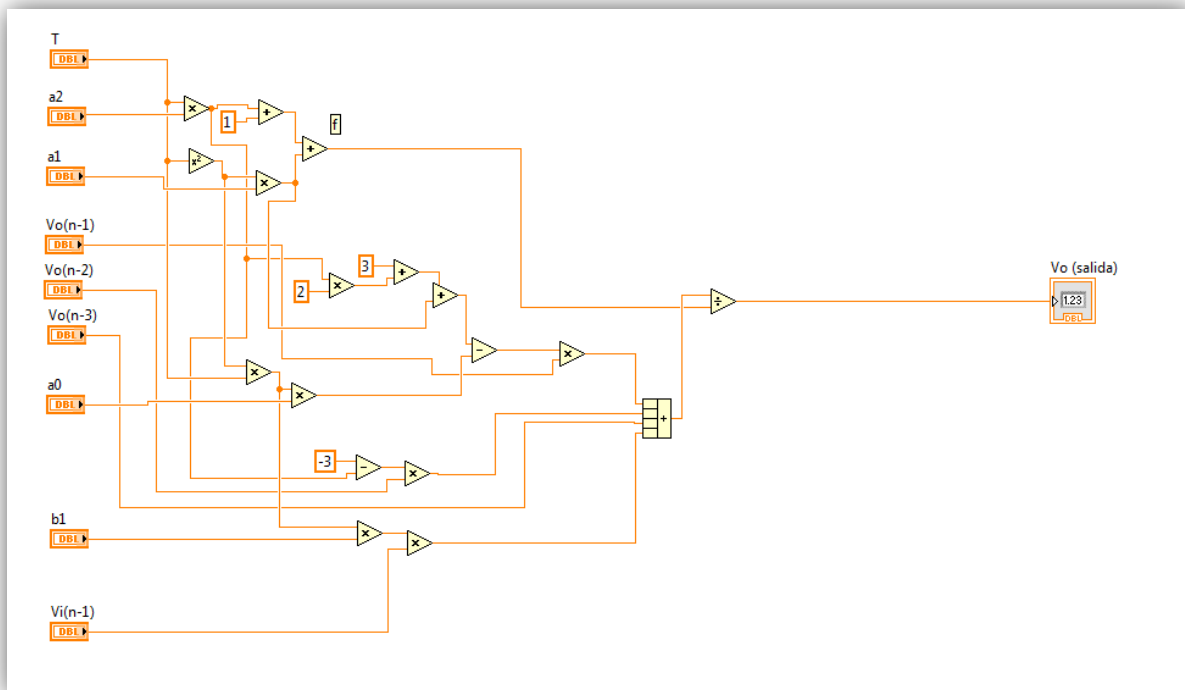 T
DBL
a2
DBL
×
+
1
f
+
a1
DBL
x²
×
Vo(n-1)
DBL
Vo(n-2)
DBL
3
+
2
×
+
Vo (salida)
1.23
DBL
÷
Vo(n-3)
DBL
−
×
a0
DBL
×
×
+
-3
−
×
b1
DBL
×
×
Vi(n-1)
DBL